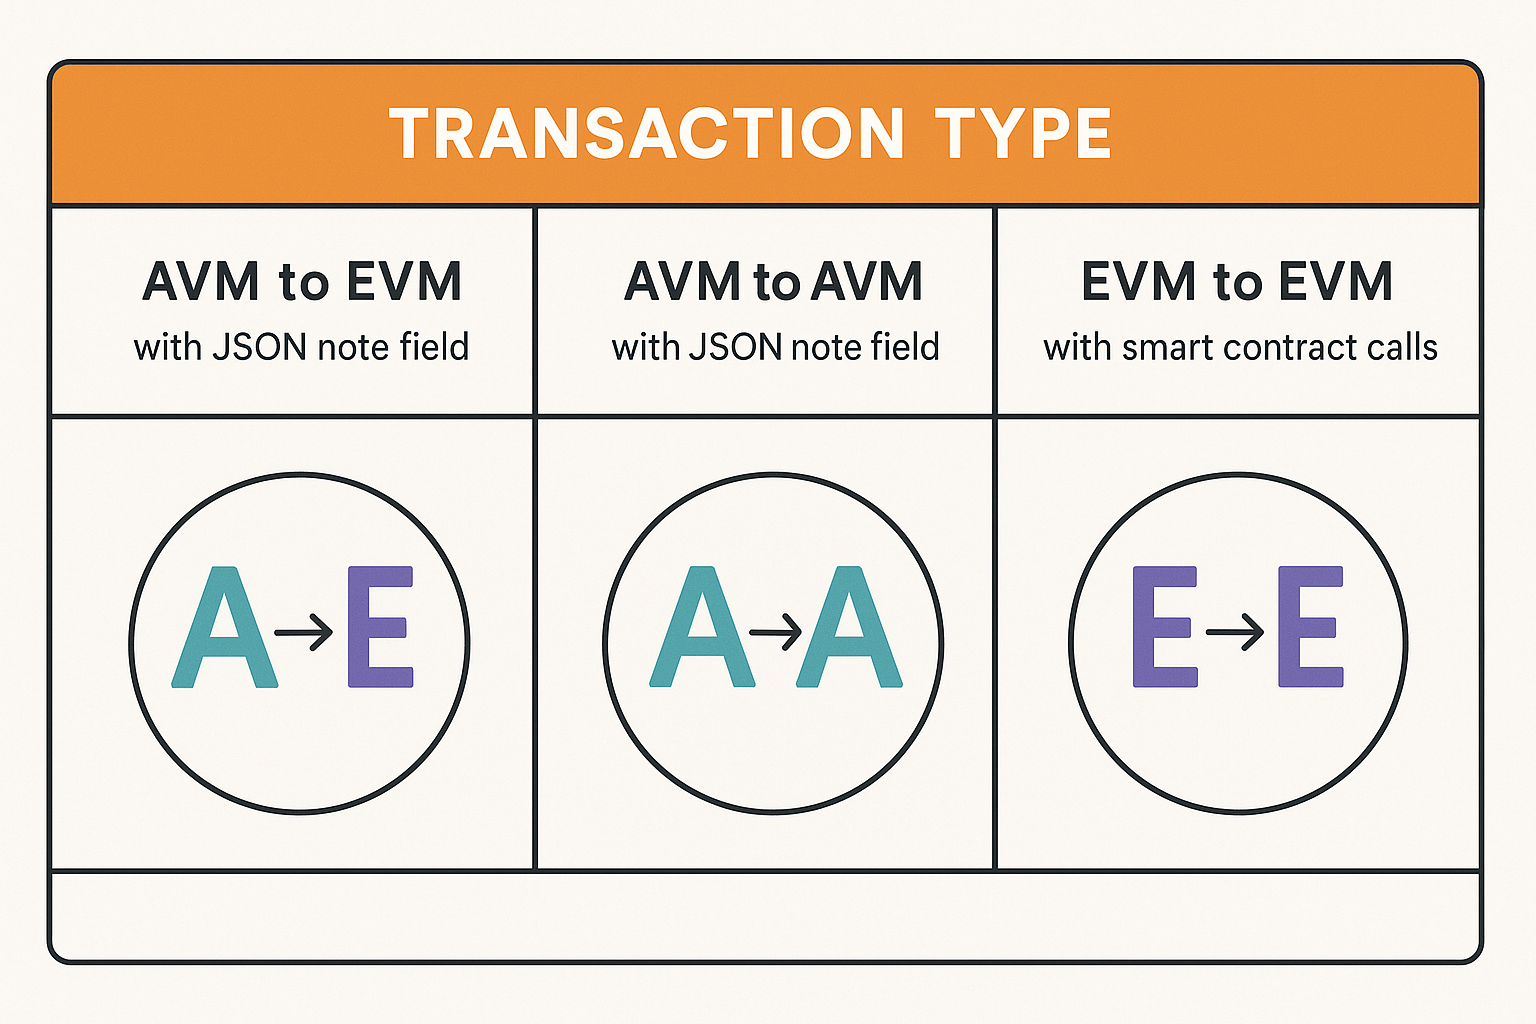 TRANSACTION TYPE
AVM to EVM
with JSON note field
AVM to AVM
with JSON note field
EVM to EVM
with smart contract calls
A→E
A→A
E→E